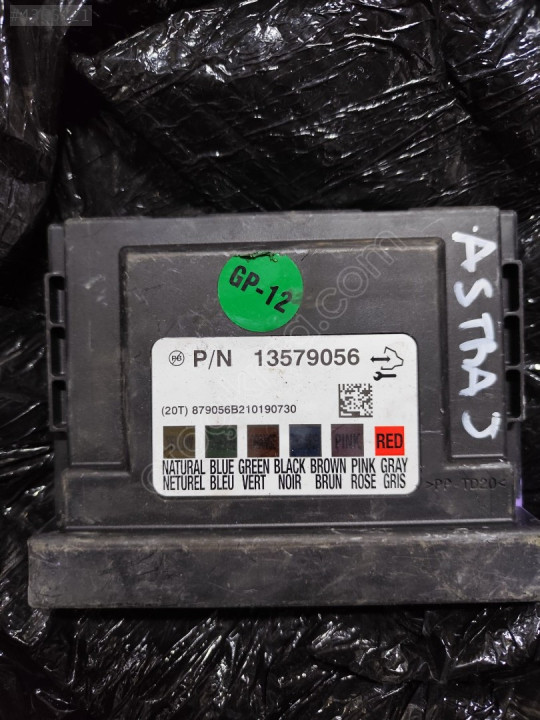 GP-12
P/N 13579056
(20T) 879056B210190730
PINK RED
NATURAL BLUE GREEN BLACK BROWN PINK GRAY
NETUREL BLEU VERT NOIR BRUN ROSE GRIS
>PP-TD20<
ASTRA J